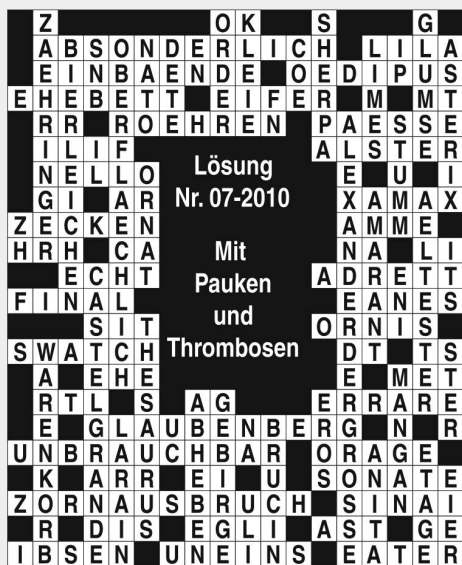 Z OK S G
ABSONDERLICH LILA
EINBAENDE OEDIPUS
EHEBETT EIFER M MT
RR ROEHREN PAESSE
ILIF ALSTER
Lösung
NELLO E U I
Nr. 07-2010
GI AR XAMAX
ZECKEN AMME
Mit
HRH CA NA LI
Pauken
ECHT ADRETT
FINAL EANES
und
SIT ORNIS
Thrombosen
SWATCH DT TS
A EHE E MET
RTL S AG ERRARE
E GLAUBENBERG N R
UNBRAUCHBAR ORAGE
K ARR EI U SONATE
ZORNAUSBRUCH SINAI
R DIS EGLI AST GE
IBSEN UNEINS EATER